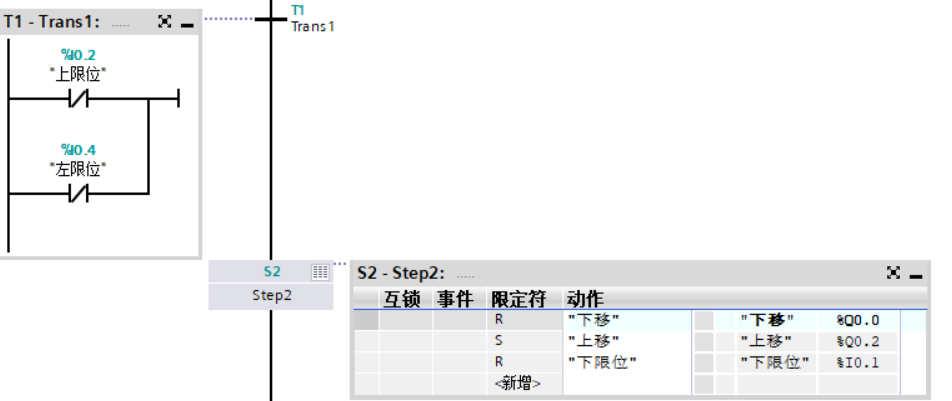 T1 - Trans1: .....
T1
Trans1
%I0.2
"上限位"
%I0.4
"左限位"
S2
Step2
S2 - Step2: .....
互锁 事件 限定符 动作
R "下移" "下移" %Q0.0
S "上移" "上移" %Q0.2
R "下限位" "下限位" %I0.1
<新增>